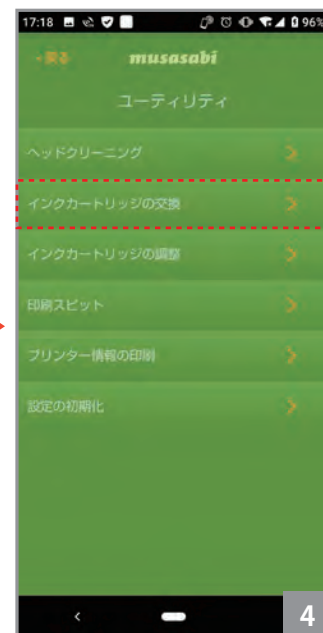 17:18 96%
戻る musasabi
ユーティリティ
ヘッドクリーニング
インクカートリッジの交換
インクカートリッジの調整
印刷スピット
プリンター情報の印刷
設定の初期化
4